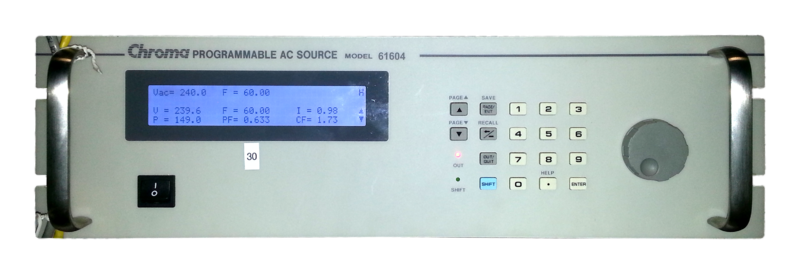 Chroma PROGRAMMABLE AC SOURCE MODEL 61604
Vac= 240.0 F = 60.00 H
V = 239.6 F = 60.00 I = 0.98
P = 149.0 PF= 0.633 CF= 1.73
30
I
O
PAGE▲ SAVE
▲ 1 2 3
PAGE▼ RECALL
▼ +/- 4 5 6
OUT OUT/QUIT 7 8 9
HELP
SHIFT SHIFT 0 . ENTER